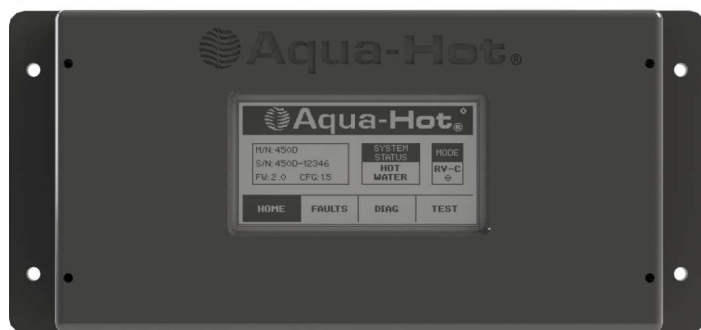 Aqua-Hot®
Aqua-Hot®
M/N: 450D
S/N: 450D-12346
FW: 2.0 CFG: 1.5
SYSTEM
STATUS
HOT
WATER
MODE
RV-C
HOME FAULTS DIAG TEST